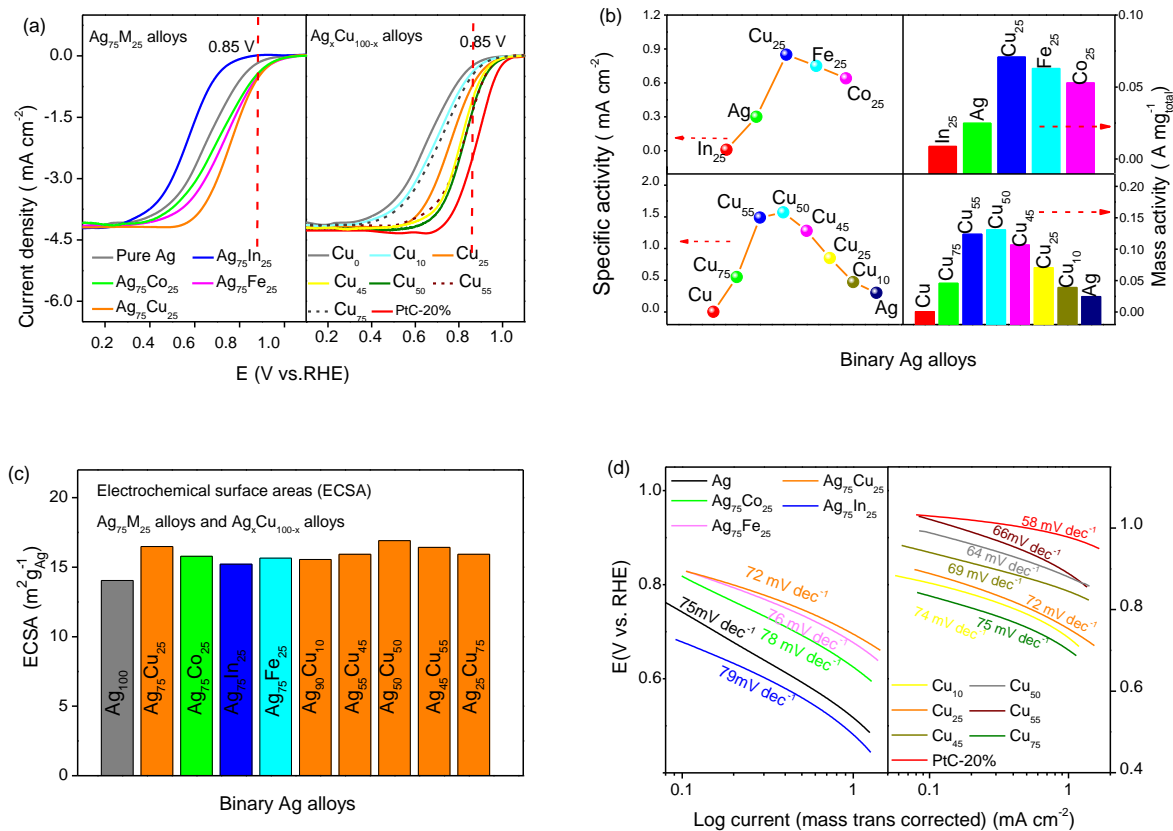 (a)
Ag75M25 alloys
0.85 V
AgxCu100-x alloys
0.85 V
0.0
-1.5
-3.0
-4.5
-6.0
Current density ( mA cm-2)
Pure Ag
Ag75In25
Ag75Co25
Ag75Fe25
Ag75Cu25
Cu0
Cu10
Cu25
Cu45
Cu50
Cu55
Cu75
PtC-20%
0.2 0.4 0.6 0.8 1.0
0.2 0.4 0.6 0.8 1.0
E (V vs.RHE)
(b)
1.2
0.9
0.6
0.3
0.0
In25
Ag
Cu25
Fe25
Co25
In25
Ag
Cu25
Fe25
Co25
0.10
0.05
0.00
2.0
1.5
1.0
0.5
0.0
Cu
Cu75
Cu55
Cu50
Cu45
Cu25
Cu10
Ag
Cu
Cu75
Cu55
Cu50
Cu45
Cu25
Cu10
Ag
0.20
0.15
0.10
0.05
0.00
Specific activity ( mA cm-2)
Mass activity ( A mg-1total)
Binary Ag alloys
(c)
Electrochemical surface areas (ECSA)
Ag75M25 alloys and AgxCu100-x alloys
20
15
10
5
0
ECSA (m2g-1Ag)
Ag100
Ag75Cu25
Ag75Co25
Ag75In25
Ag75Fe25
Ag90Cu10
Ag55Cu45
Ag50Cu50
Ag45Cu55
Ag25Cu75
Binary Ag alloys
(d)
1.0
0.8
0.6
E(V vs. RHE)
Ag
Ag75Cu25
Ag75Co25
Ag75In25
Ag75Fe25
72 mV dec-1
75mV dec-1
76 mV dec-1
78 mV dec-1
79mV dec-1
58 mV dec-1
66mV dec-1
64 mV dec-1
69 mV dec-1
72 mV dec-1
74 mV dec-1
75 mV dec-1
Cu10
Cu50
Cu25
Cu55
Cu45
Cu75
PtC-20%
1.0
0.8
0.6
0.4
0.1 1
0.1 1
Log current (mass trans corrected) (mA cm-2)